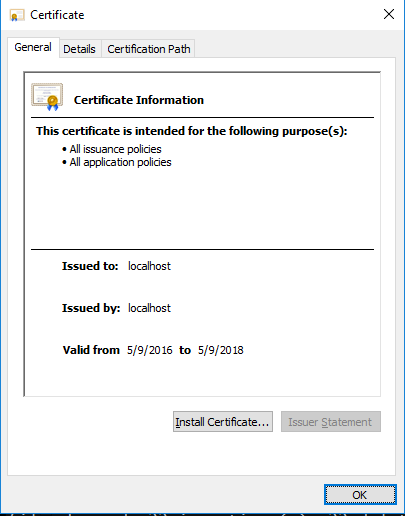 Certificate
General Details Certification Path
Certificate Information
This certificate is intended for the following purpose(s):
• All issuance policies
• All application policies
Issued to: localhost
Issued by: localhost
Valid from 5/9/2016 to 5/9/2018
Install Certificate... Issuer Statement
OK